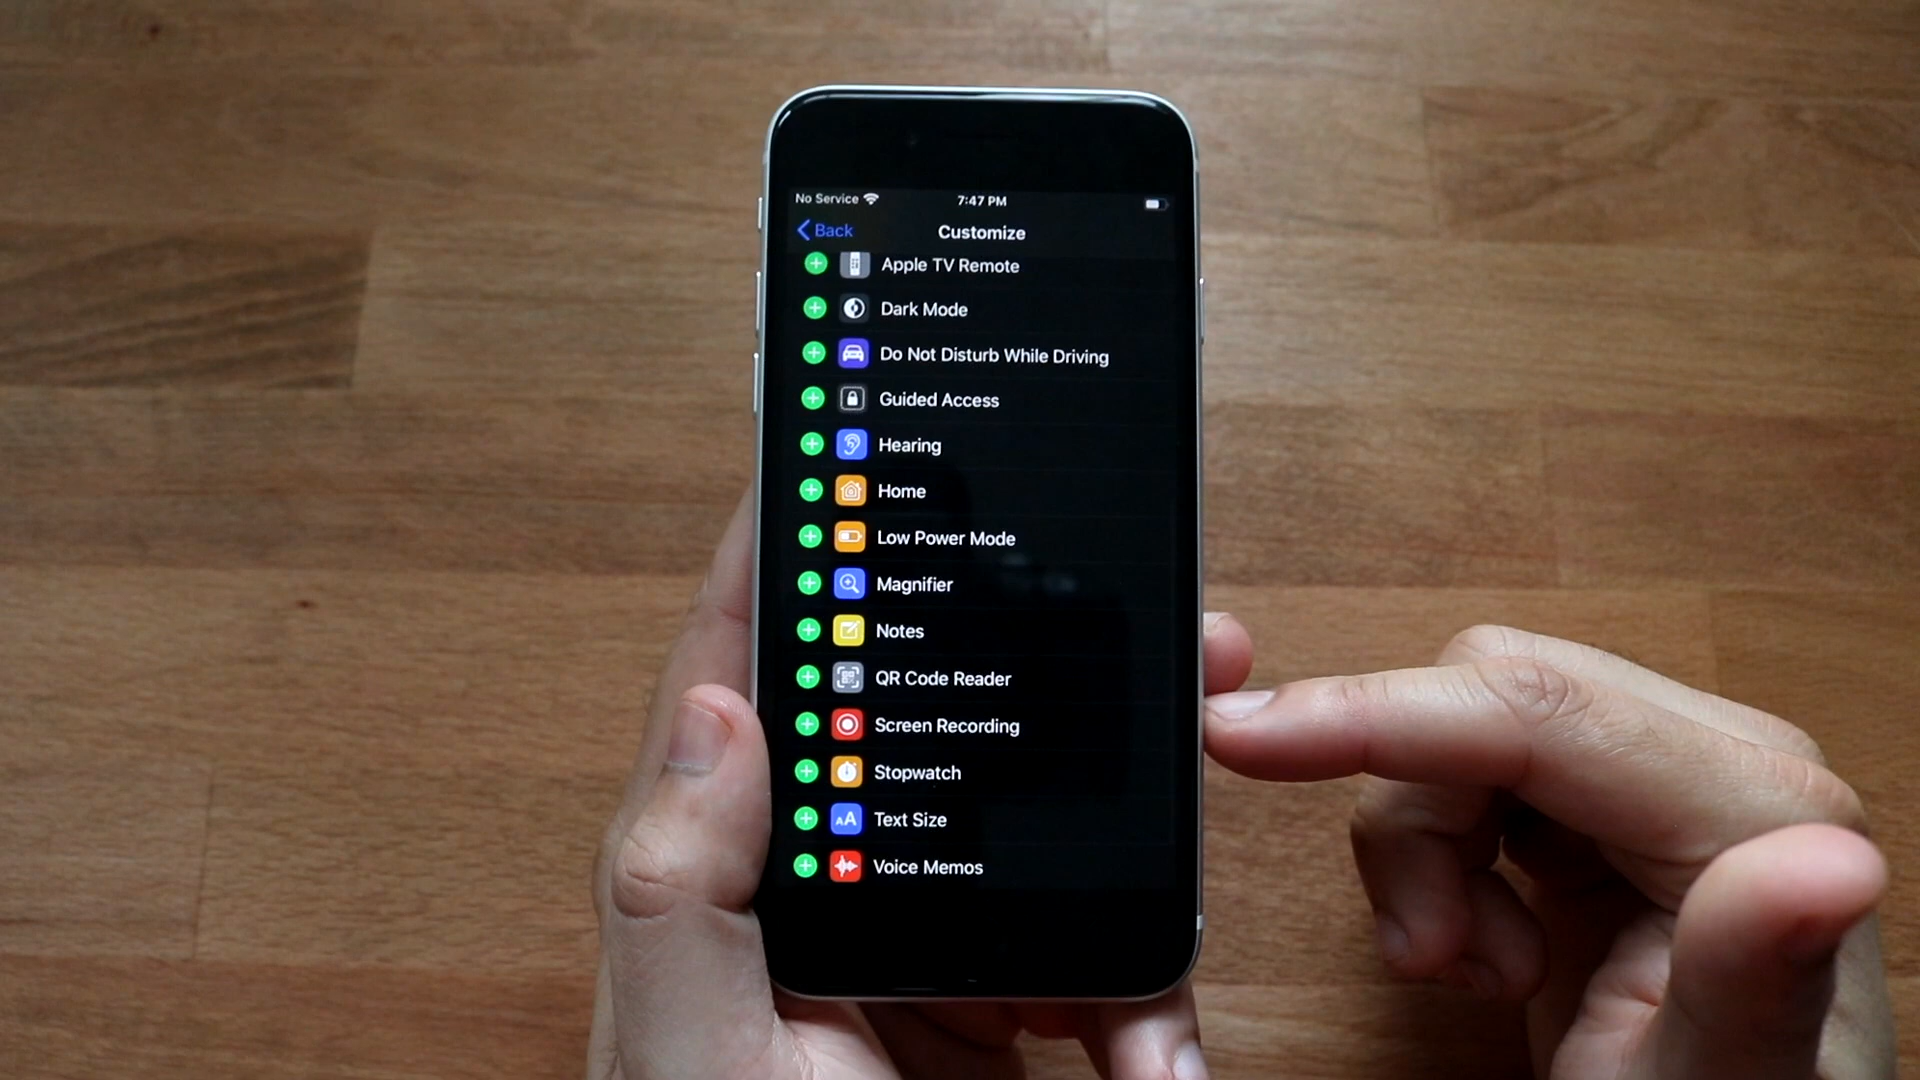 No Service 7:47 PM
Back Customize
Apple TV Remote
Dark Mode
Do Not Disturb While Driving
Guided Access
Hearing
Home
Low Power Mode
Magnifier
Notes
QR Code Reader
Screen Recording
Stopwatch
AA Text Size
Voice Memos